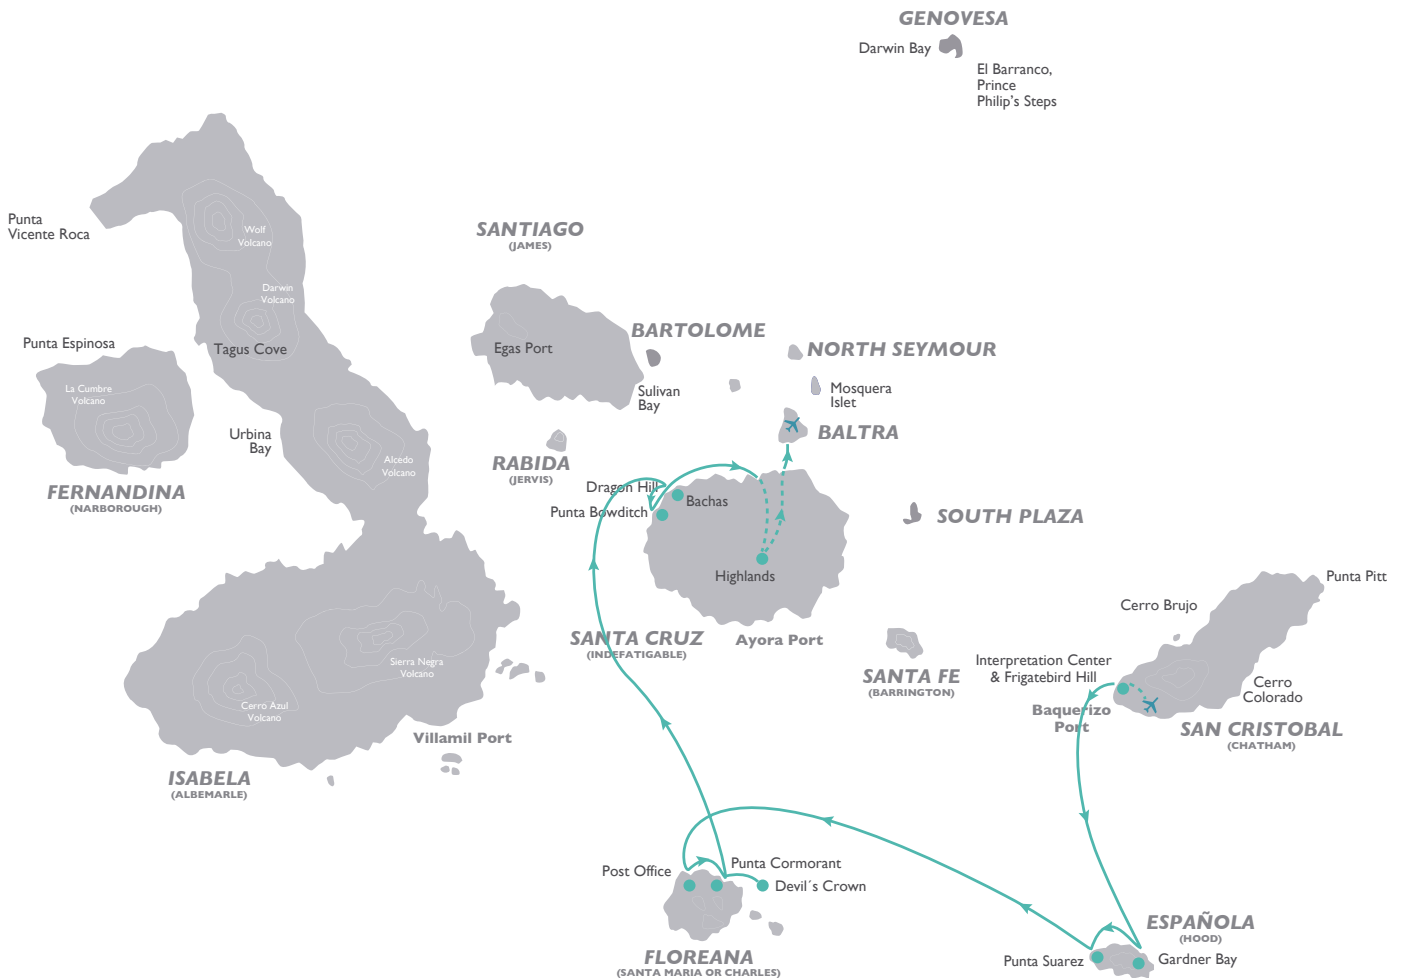 GENOVESA
Darwin Bay
El Barranco,
Prince
Philip's Steps
Punta
Vicente Roca
Wolf
Volcano
SANTIAGO
(JAMES)
Darwin
Volcano
BARTOLOME
Punta Espinosa
Tagus Cove
Egas Port
NORTH SEYMOUR
La Cumbre
Volcano
Sulivan
Bay
Mosquera
Islet
Urbina
Bay
BALTRA
Alcedo
Volcano
RABIDA
(JERVIS)
FERNANDINA
(NARBOROUGH)
Dragon Hill
Bachas
Punta Bowditch
SOUTH PLAZA
Highlands
Punta Pitt
Cerro Brujo
SANTA CRUZ
(INDEFATIGABLE)
Ayora Port
Sierra Negra
Volcano
SANTA FE
(BARRINGTON)
Interpretation Center
& Frigatebird Hill
Cerro
Colorado
Cerro Azul
Volcano
Baquerizo
Port
SAN CRISTOBAL
(CHATHAM)
Villamil Port
ISABELA
(ALBEMARLE)
Post Office
Punta Cormorant
Devil´s Crown
ESPAÑOLA
(HOOD)
FLOREANA
(SANTA MARIA OR CHARLES)
Punta Suarez
Gardner Bay